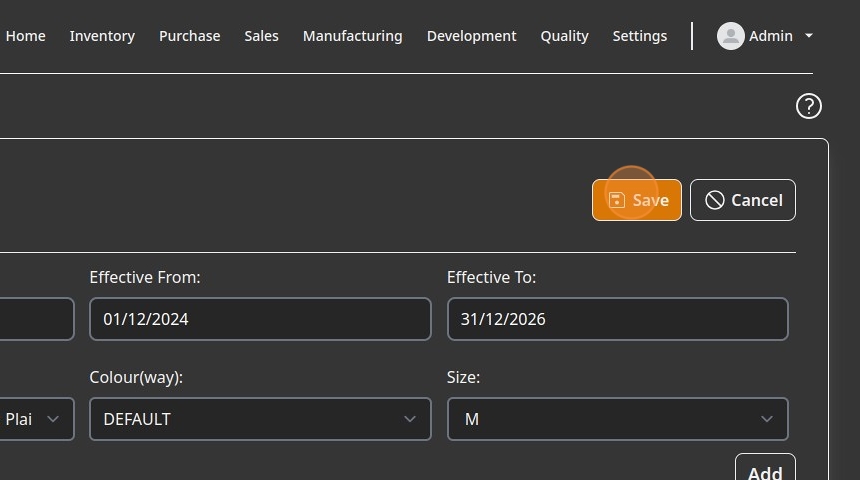 Home Inventory Purchase Sales Manufacturing Development Quality Settings Admin
?
Save Cancel
Effective From: Effective To:
01/12/2024 31/12/2026
Colour(way): Size:
Plai DEFAULT M
Add